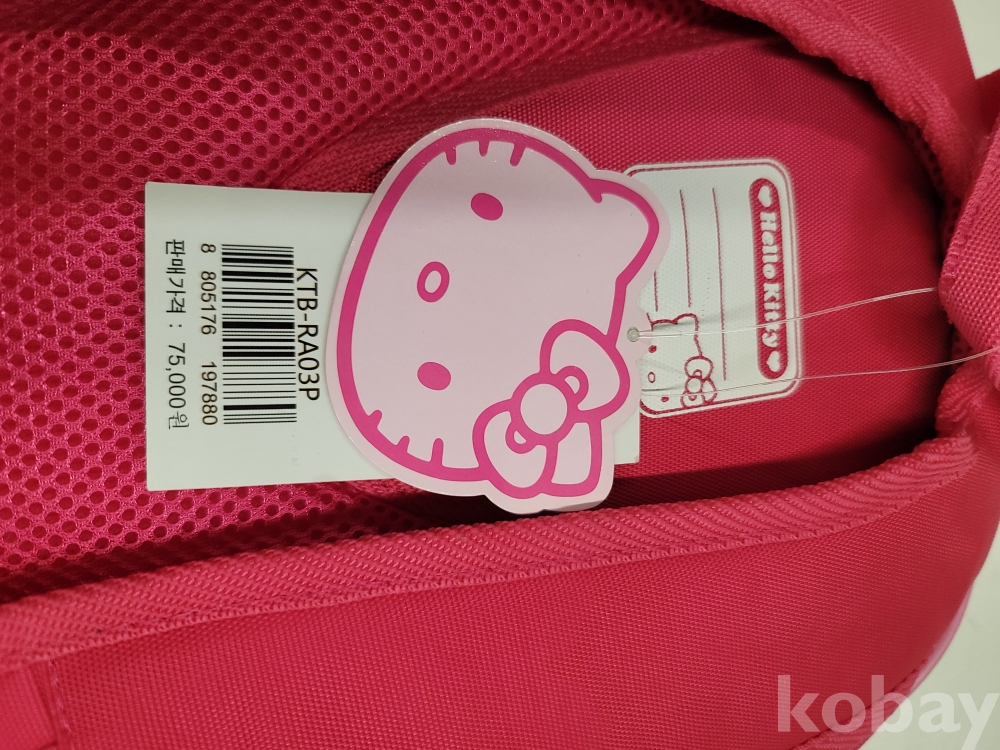 Hello Kitty
KTB-RA03P
8 805176 197880
판매가격 : 75,000원
kobay